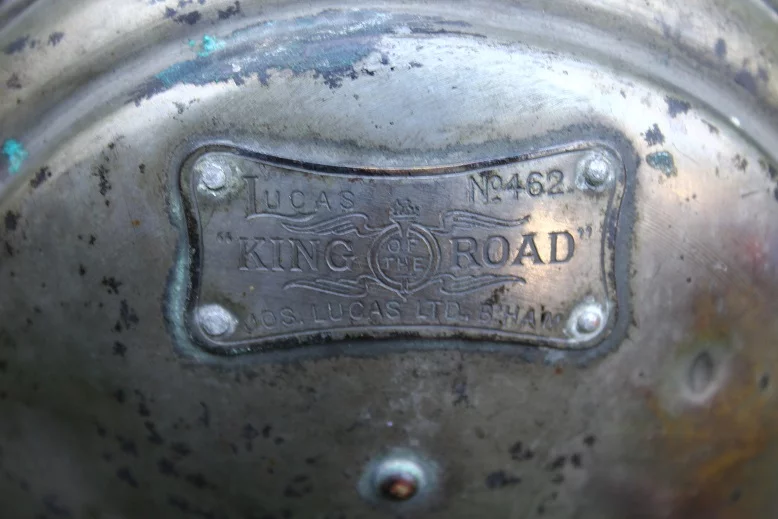 LUCAS Nº462
"KING OF THE ROAD"
JOS. LUCAS LTD. B'HAM